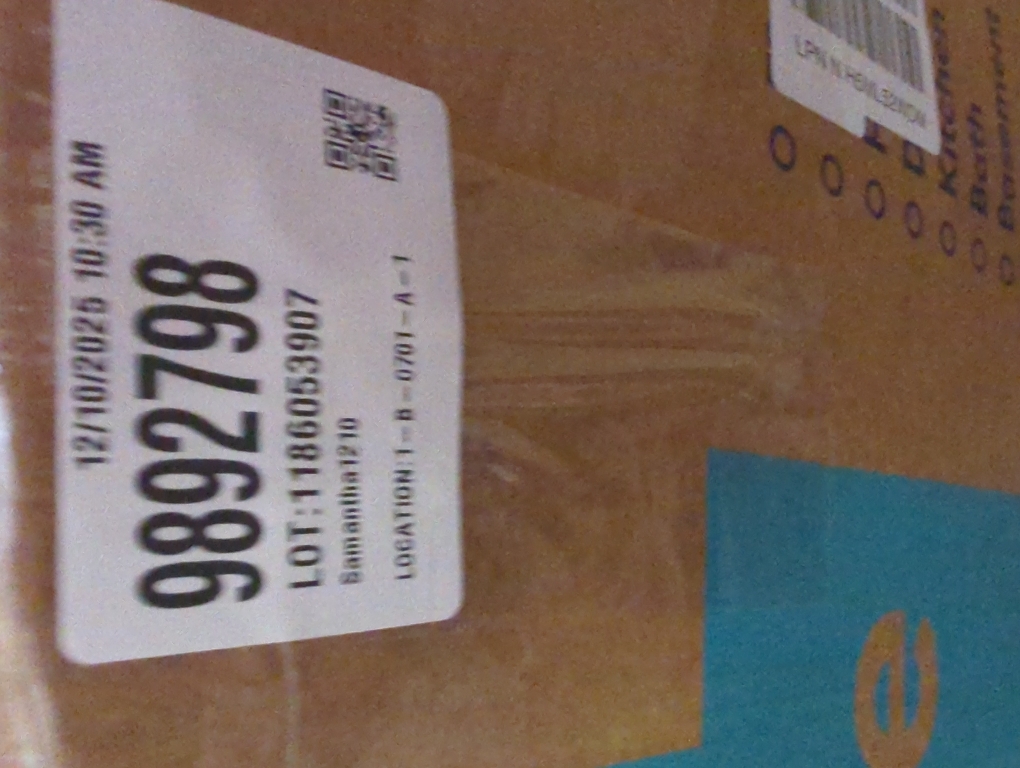 12/10/2025 10:30 AM
9892798
LOT:1186053907
Samantha1210
LOCATION:1-B-0701-A-1
Kitchen
Bath
Basement
e